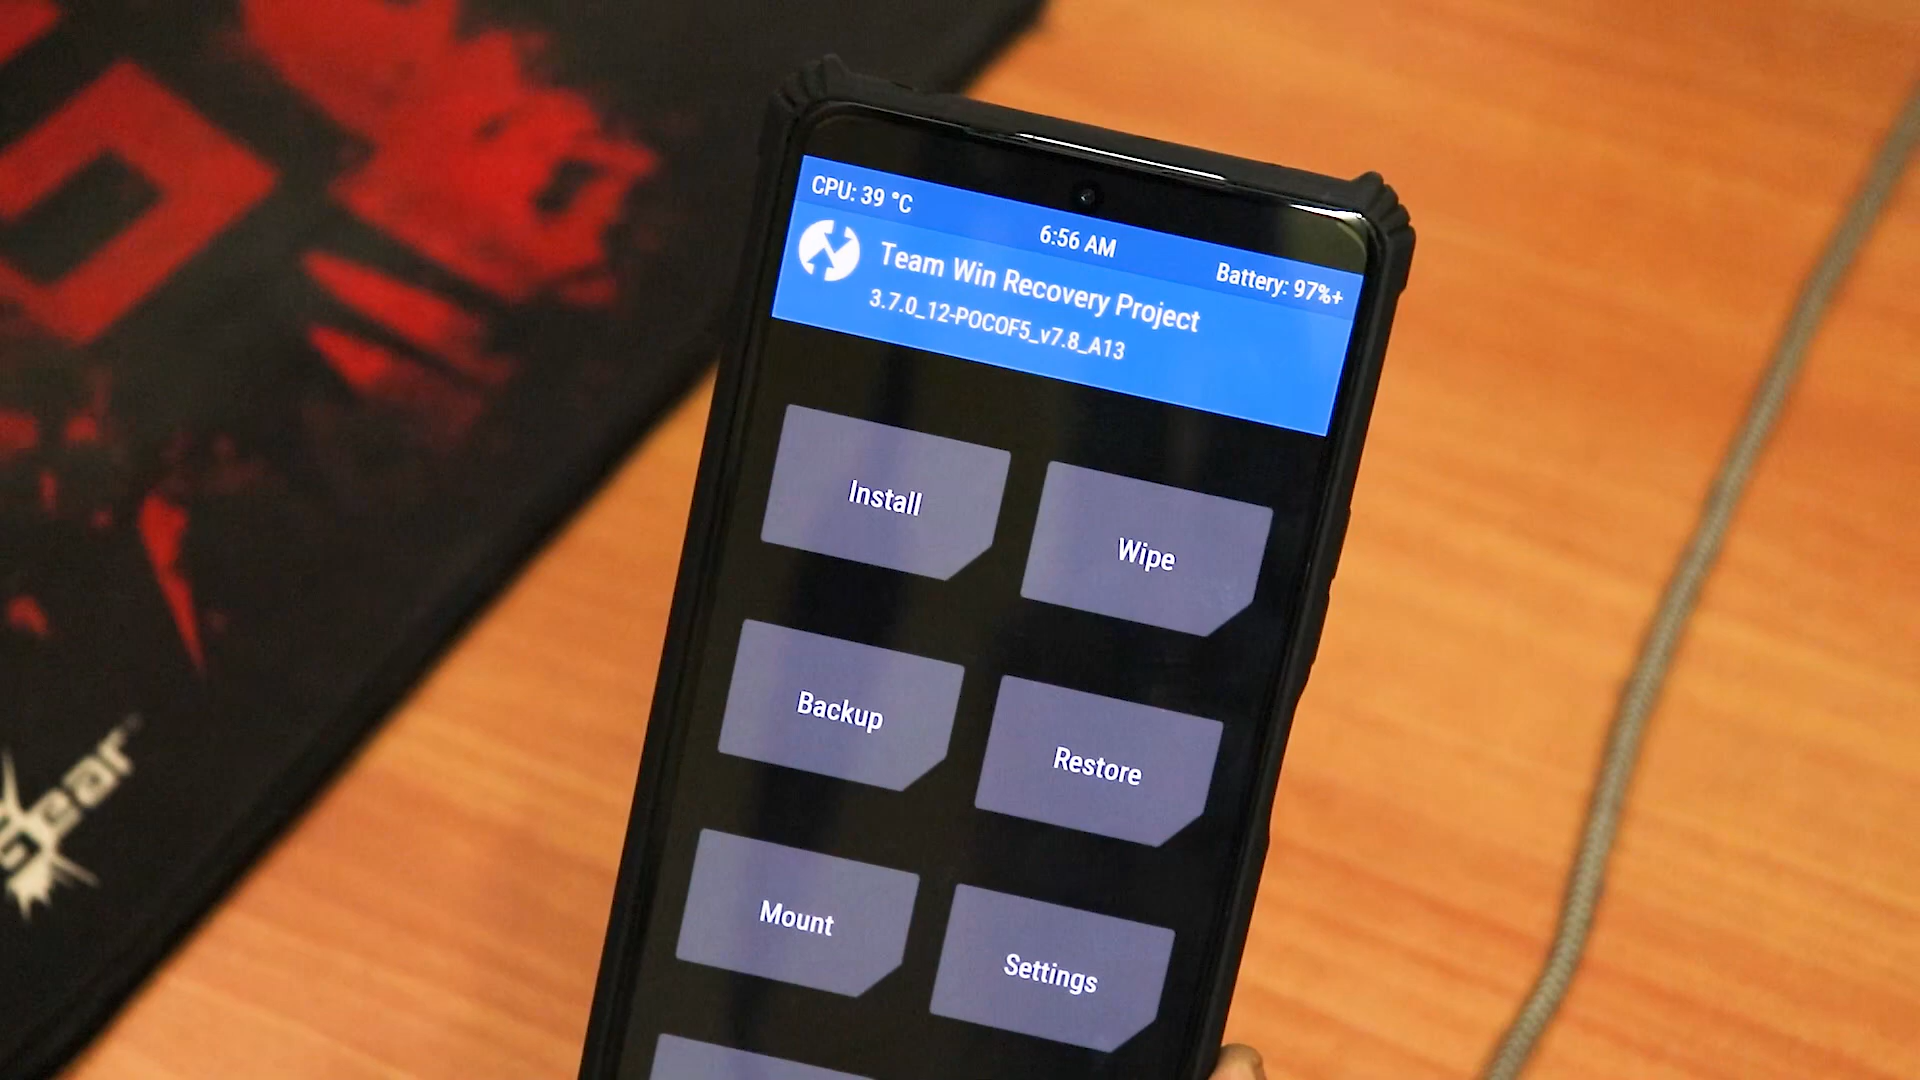 CPU: 39 °C
6:56 AM
Battery: 97%+
Team Win Recovery Project
3.7.0_12-POCOF5_v7.8_A13
Install
Wipe
Backup
Restore
Mount
Settings
gear